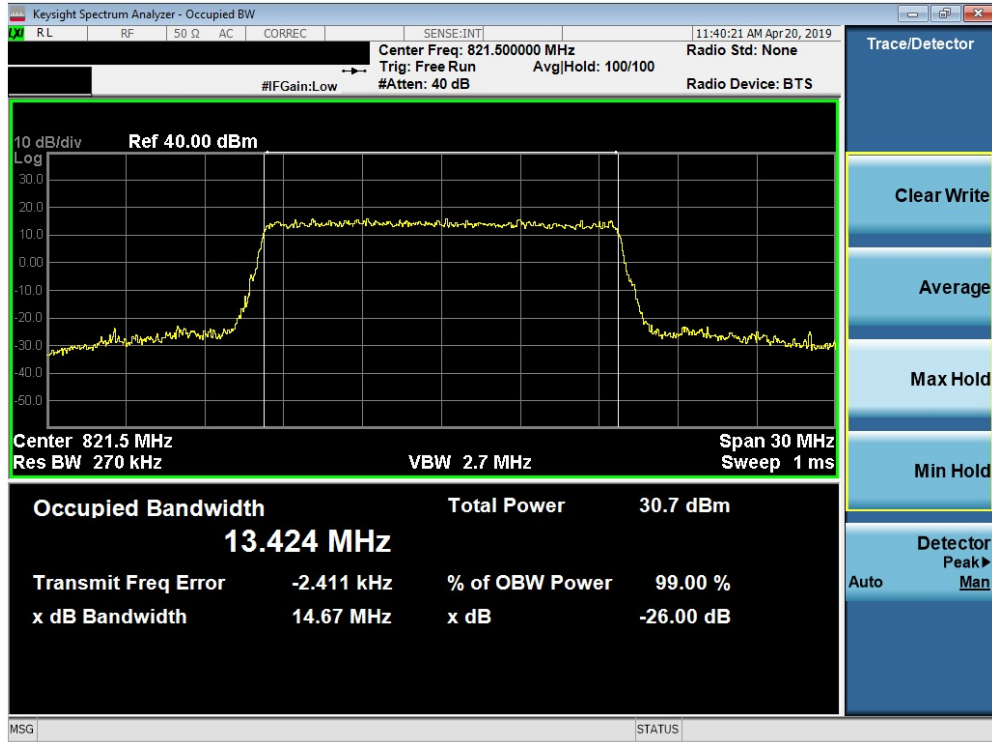 Keysight Spectrum Analyzer - Occupied BW
LXI RL RF 50 Ω AC CORREC SENSE:INT 11:40:21 AM Apr 20, 2019
Center Freq: 821.500000 MHz Radio Std: None
Trig: Free Run Avg|Hold: 100/100
#IFGain:Low #Atten: 40 dB Radio Device: BTS
10 dB/div Ref 40.00 dBm
Log
30.0
20.0
10.0
0.00
-10.0
-20.0
-30.0
-40.0
-50.0
Center 821.5 MHz Span 30 MHz
Res BW 270 kHz VBW 2.7 MHz Sweep 1 ms
Occupied Bandwidth Total Power 30.7 dBm
13.424 MHz
Transmit Freq Error -2.411 kHz % of OBW Power 99.00 %
x dB Bandwidth 14.67 MHz x dB -26.00 dB
Trace/Detector
Clear Write
Average
Max Hold
Min Hold
Detector
Peak▶
Auto Man
MSG STATUS